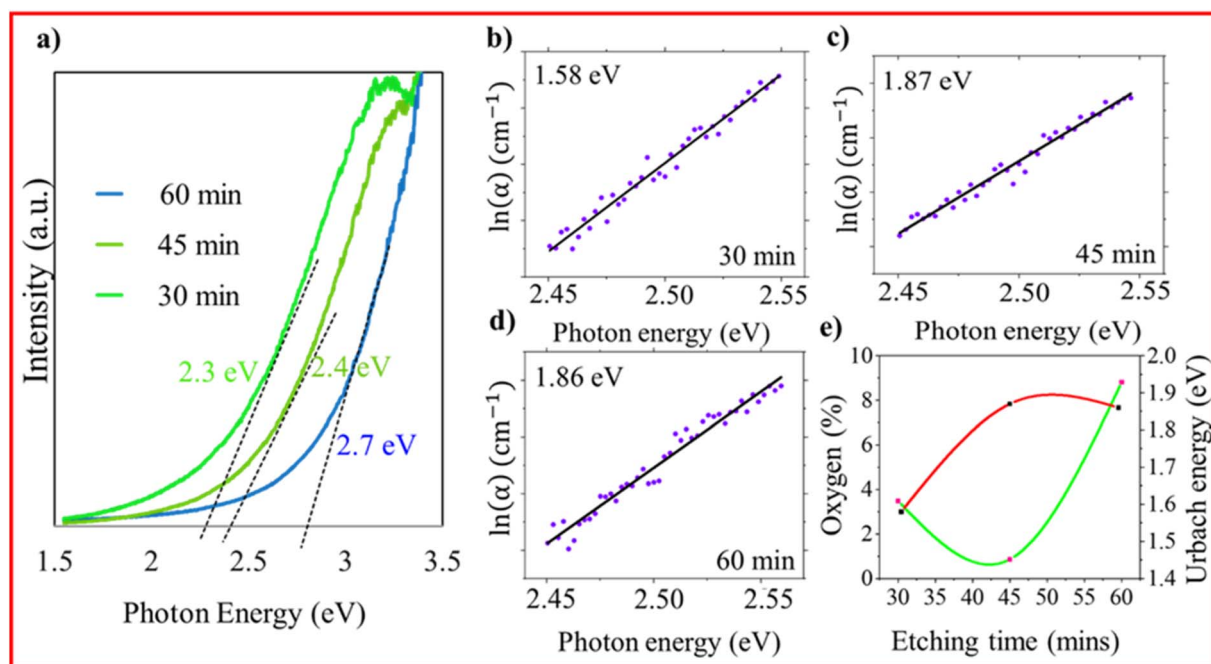 a)
Intensity (a.u.)
60 min
45 min
30 min
2.3 eV
2.4 eV
2.7 eV
1.5 2 2.5 3 3.5
Photon Energy (eV)
b)
1.58 eV
ln(α) (cm⁻¹)
30 min
2.45 2.50 2.55
Photon energy (eV)
c)
1.87 eV
ln(α) (cm⁻¹)
45 min
2.45 2.50 2.55
Photon energy (eV)
d)
1.86 eV
ln(α) (cm⁻¹)
60 min
2.45 2.50 2.55
Photon energy (eV)
e)
Oxygen (%)
10
8
6
4
2
0
Urbach energy (eV)
2.0
1.9
1.8
1.7
1.6
1.5
1.4
30 35 40 45 50 55 60
Etching time (mins)